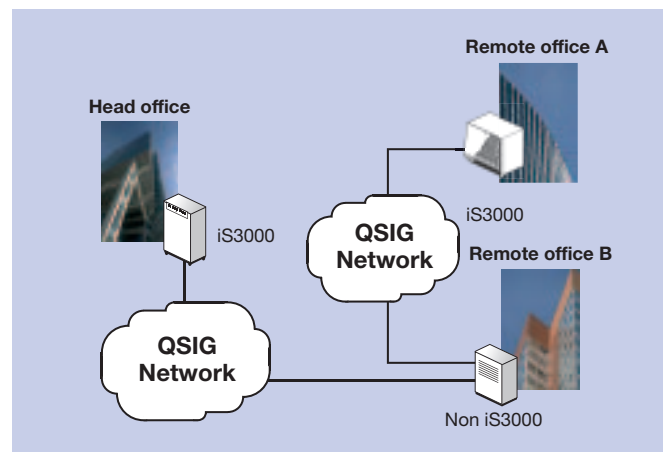 Remote office A
Head office
iS3000
iS3000
QSIG
Network
Remote office B
QSIG
Network
Non iS3000